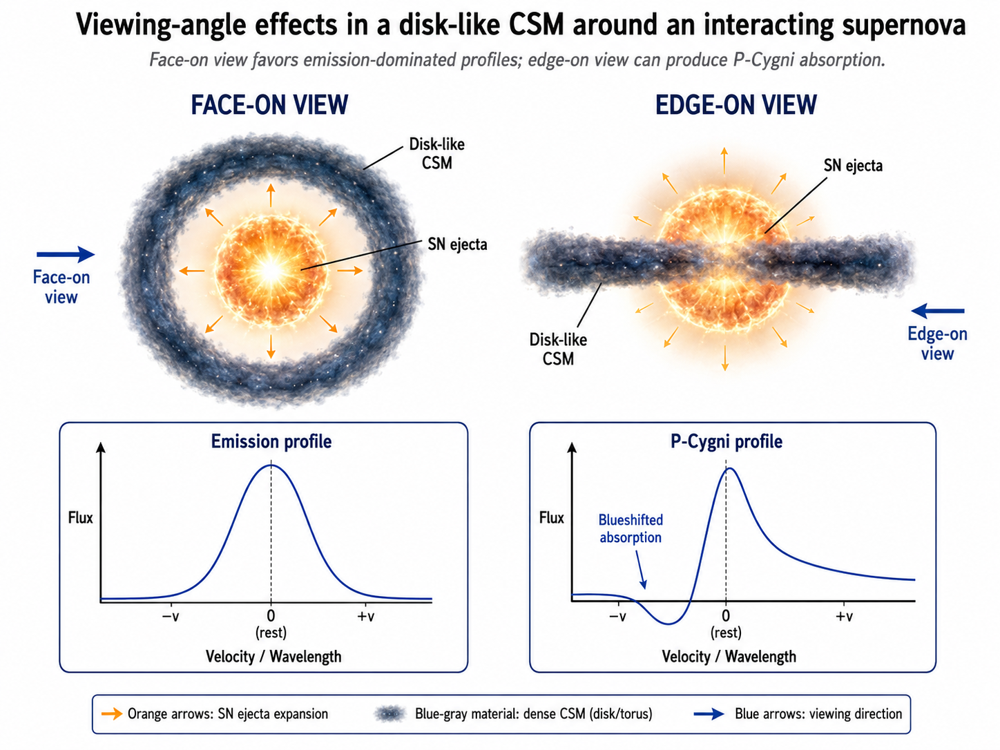 Viewing-angle effects in a disk-like CSM around an interacting supernova
Face-on view favors emission-dominated profiles; edge-on view can produce P-Cygni absorption.
FACE-ON VIEW
Disk-like
CSM
SN ejecta
Face-on
view
EDGE-ON VIEW
SN ejecta
Disk-like
CSM
Edge-on
view
Emission profile
Flux
−v
0
+v
(rest)
Velocity / Wavelength
P-Cygni profile
Flux
Blueshifted
absorption
−v
0
+v
(rest)
Velocity / Wavelength
Orange arrows: SN ejecta expansion
Blue-gray material: dense CSM (disk/torus)
Blue arrows: viewing direction